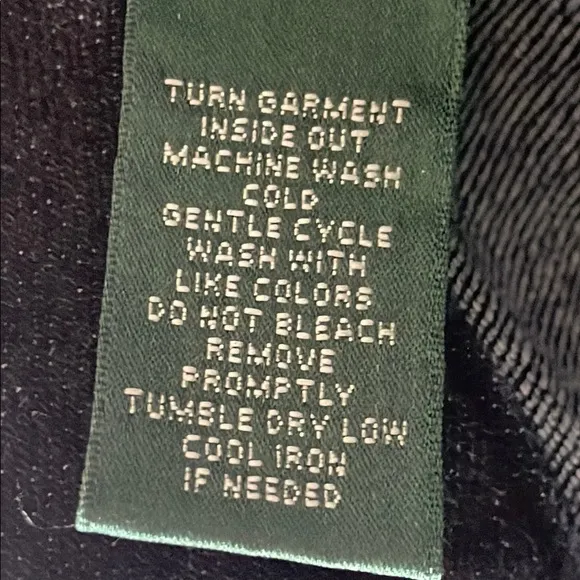 TURN GARMENT
INSIDE OUT
MACHINE WASH
COLD
GENTLE CYCLE
WASH WITH
LIKE COLORS
DO NOT BLEACH
REMOVE
PROMPTLY
TUMBLE DRY LOW
COOL IRON
IF NEEDED